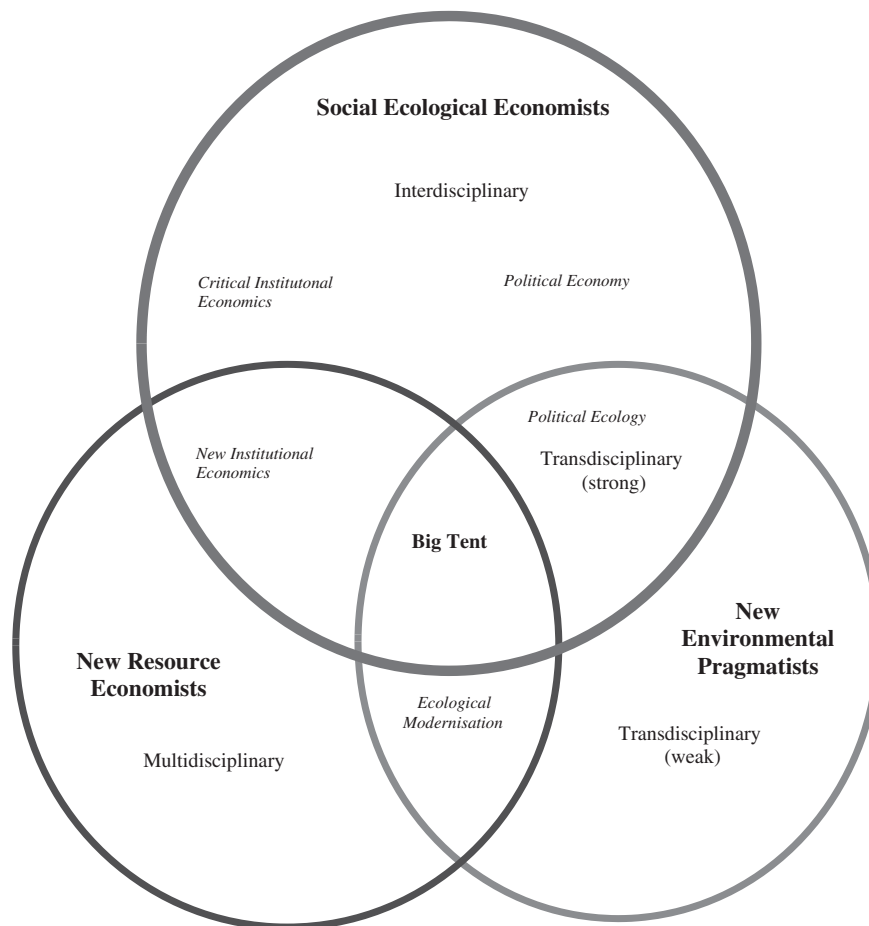 Social Ecological Economists
Interdisciplinary
Critical Institutonal
Economics
Political Economy
Political Ecology
Transdisciplinary
(strong)
New Institutional
Economics
Big Tent
New
Environmental
Pragmatists
New Resource
Economists
Ecological
Modernisation
Transdisciplinary
(weak)
Multidisciplinary